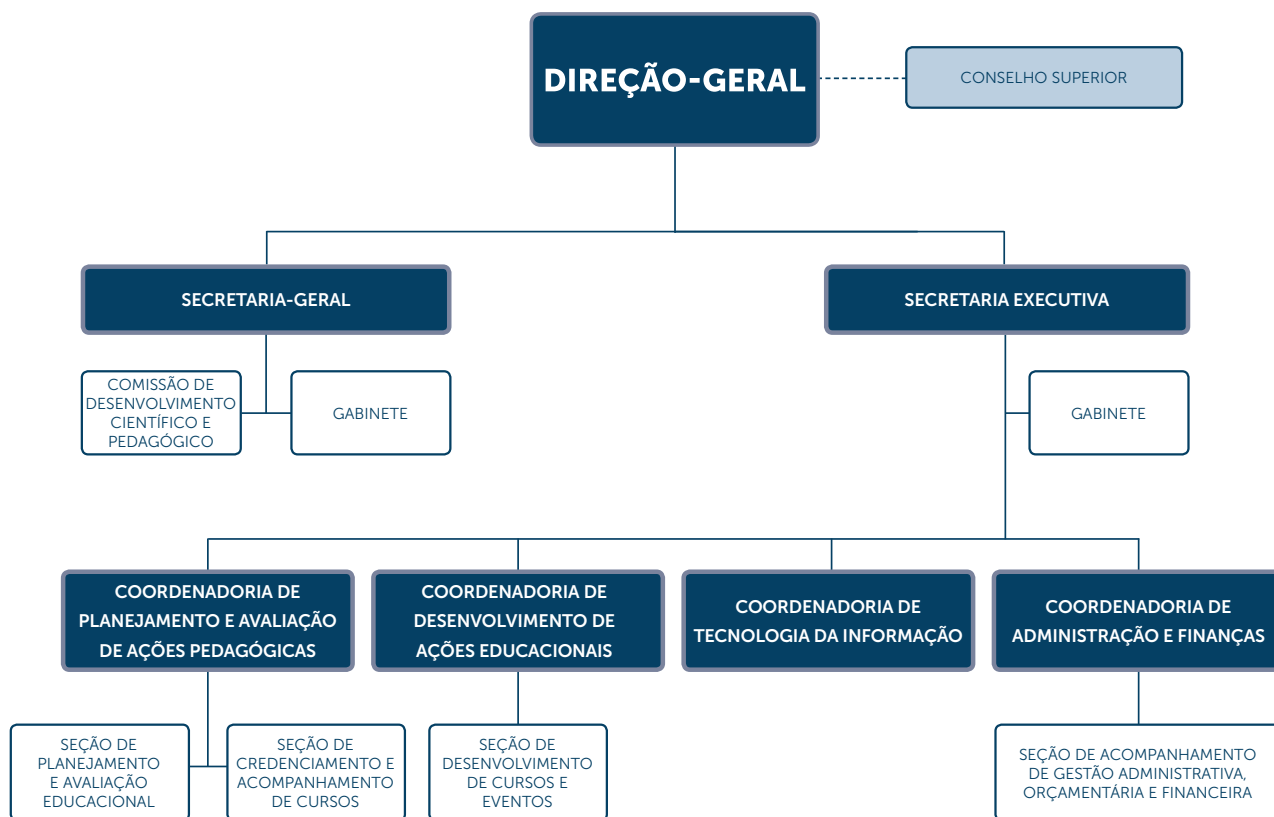 DIREÇÃO-GERAL
CONSELHO SUPERIOR
SECRETARIA-GERAL
SECRETARIA EXECUTIVA
COMISSÃO DE
DESENVOLVIMENTO
CIENTÍFICO E
PEDAGÓGICO
GABINETE
GABINETE
COORDENADORIA DE
PLANEJAMENTO E AVALIAÇÃO
DE AÇÕES PEDAGÓGICAS
COORDENADORIA DE
DESENVOLVIMENTO DE
AÇÕES EDUCACIONAIS
COORDENADORIA DE
TECNOLOGIA DA INFORMAÇÃO
COORDENADORIA DE
ADMINISTRAÇÃO E FINANÇAS
SEÇÃO DE
PLANEJAMENTO
E AVALIAÇÃO
EDUCACIONAL
SEÇÃO DE
CREDENCIAMENTO E
ACOMPANHAMENTO
DE CURSOS
SEÇÃO DE
DESENVOLVIMENTO
DE CURSOS E
EVENTOS
SEÇÃO DE ACOMPANHAMENTO
DE GESTÃO ADMINISTRATIVA,
ORÇAMENTÁRIA E FINANCEIRA